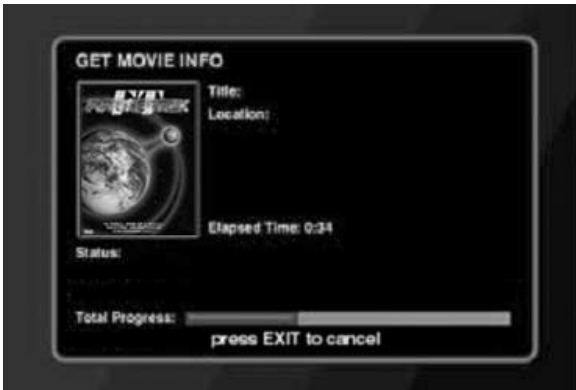 GET MOVIE INFO
Title:
Location:
Elapsed Time: 0:34
Status:
Total Progress:
press EXIT to cancel